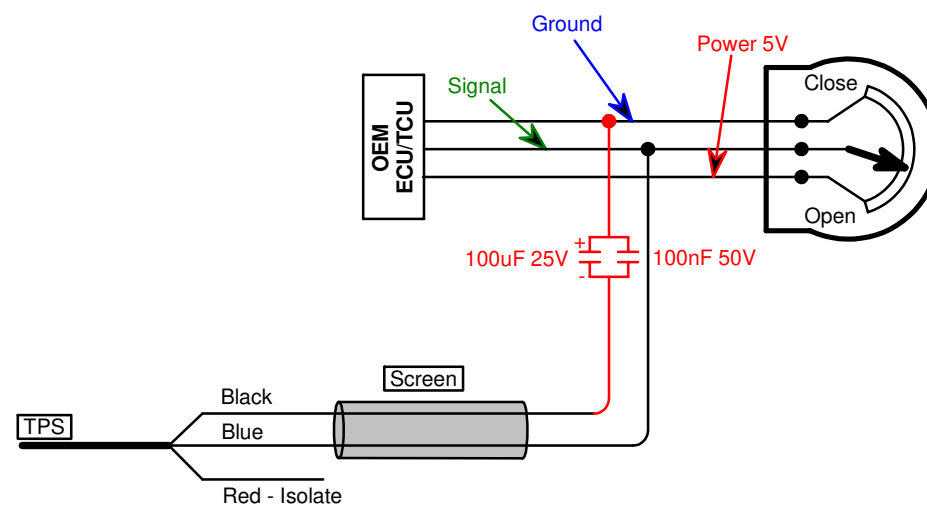 Ground
Power 5V
Signal
Close
OEM
ECU/TCU
Open
+
100uF 25V
100nF 50V
-
Screen
Black
TPS
Blue
Red - Isolate